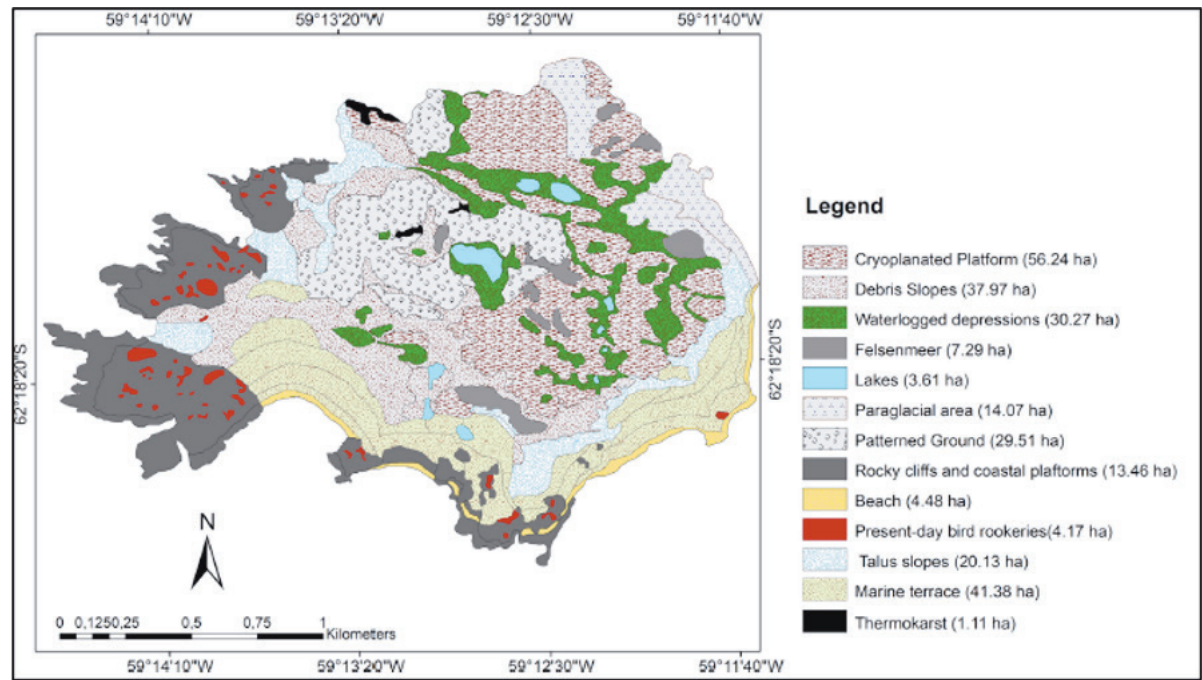 59°14'10"W 59°13'20"W 59°12'30"W 59°11'40"W
62°18'20"S
62°18'20"S
Legend
Cryoplanated Platform (56.24 ha)
Debris Slopes (37.97 ha)
Waterlogged depressions (30.27 ha)
Felsenmeer (7.29 ha)
Lakes (3.61 ha)
Paraglacial area (14.07 ha)
Patterned Ground (29.51 ha)
Rocky cliffs and coastal plaftorms (13.46 ha)
Beach (4.48 ha)
Present-day bird rookeries(4.17 ha)
Talus slopes (20.13 ha)
Marine terrace (41.38 ha)
Thermokarst (1.11 ha)
N
0 0,1250,25 0,5 0,75 1
Kilometters
59°14'10"W 59°13'20"W 59°12'30"W 59°11'40"W